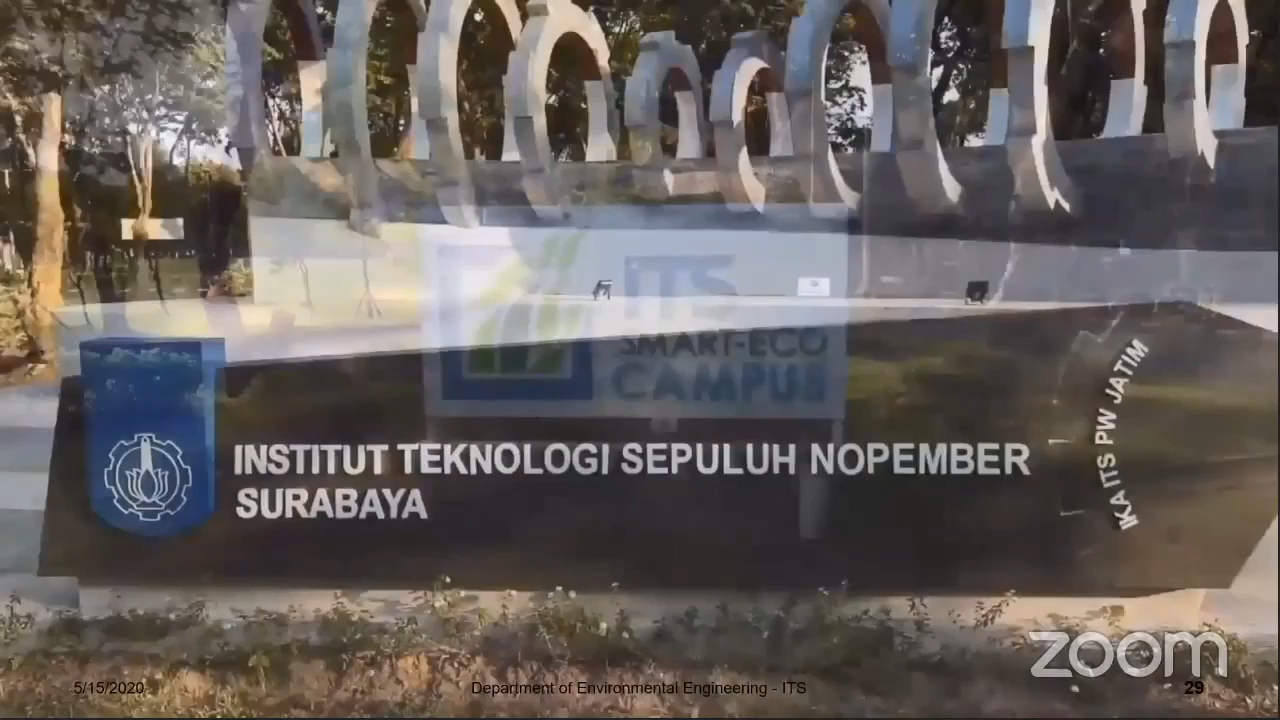 ITS
SMART-ECO
CAMPUS
INSTITUT TEKNOLOGI SEPULUH NOPEMBER
SURABAYA
IKA ITS PW JATIM
zoom
5/15/2020
Department of Environmental Engineering - ITS
29